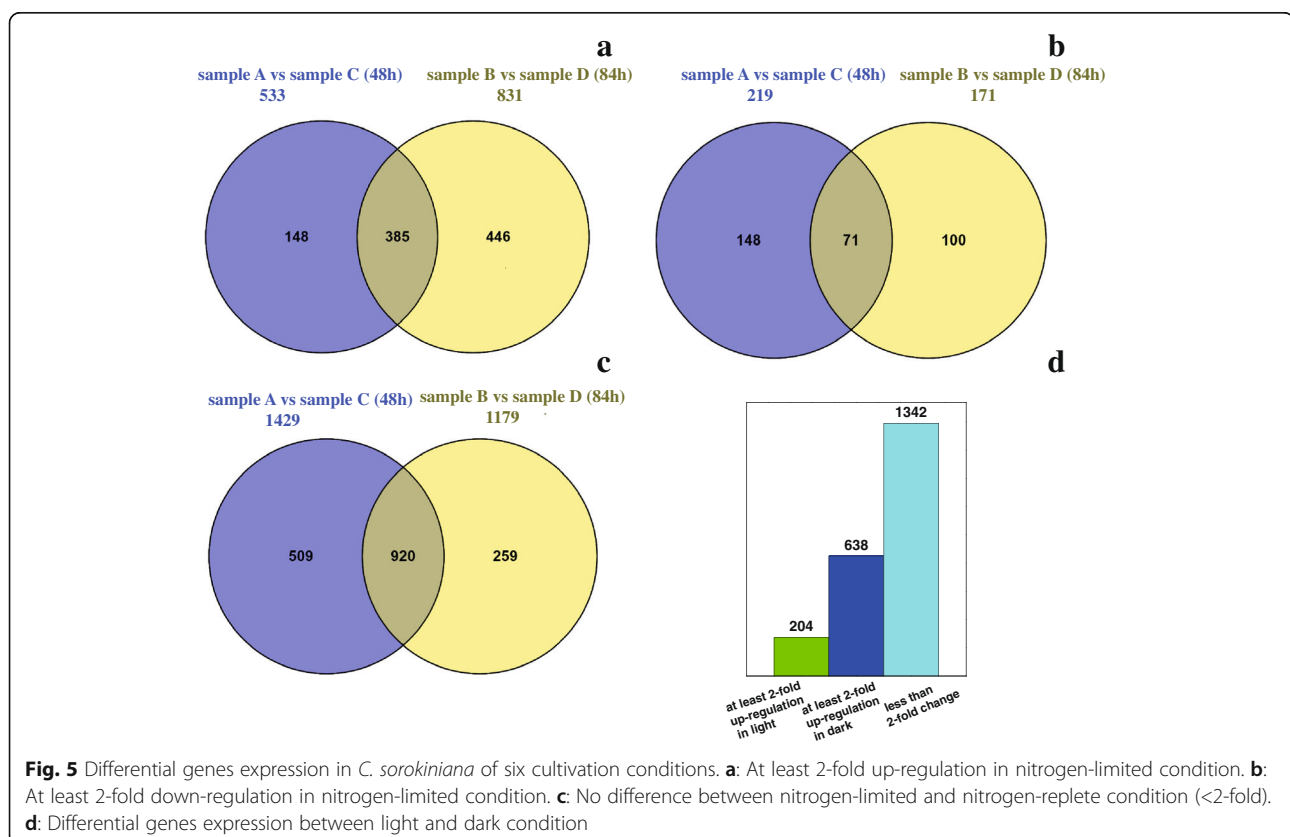 a
sample A vs sample C (48h)
533
sample B vs sample D (84h)
831
148
385
446
b
sample A vs sample C (48h)
219
sample B vs sample D (84h)
171
148
71
100
c
sample A vs sample C (48h)
1429
sample B vs sample D (84h)
1179
509
920
259
d
204
638
1342
at least 2-fold
up-regulation
in light
at least 2-fold
up-regulation
in dark
less than
2-fold change
Fig. 5 Differential genes expression in C. sorokiniana of six cultivation conditions. a: At least 2-fold up-regulation in nitrogen-limited condition. b:
At least 2-fold down-regulation in nitrogen-limited condition. c: No difference between nitrogen-limited and nitrogen-replete condition (<2-fold).
d: Differential genes expression between light and dark condition